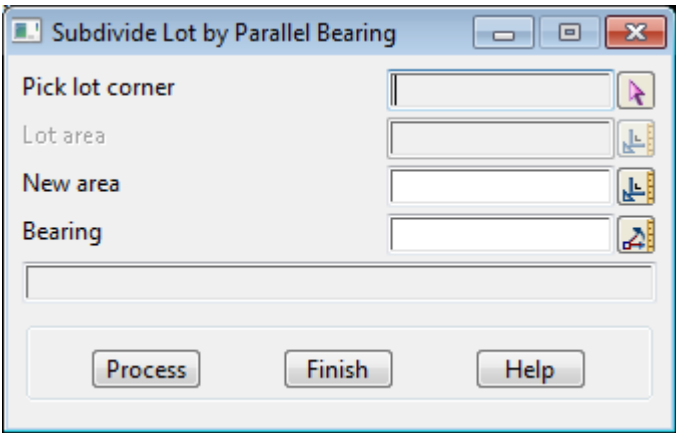 Subdivide Lot by Parallel Bearing
Pick lot corner
Lot area
New area
Bearing
Process Finish Help